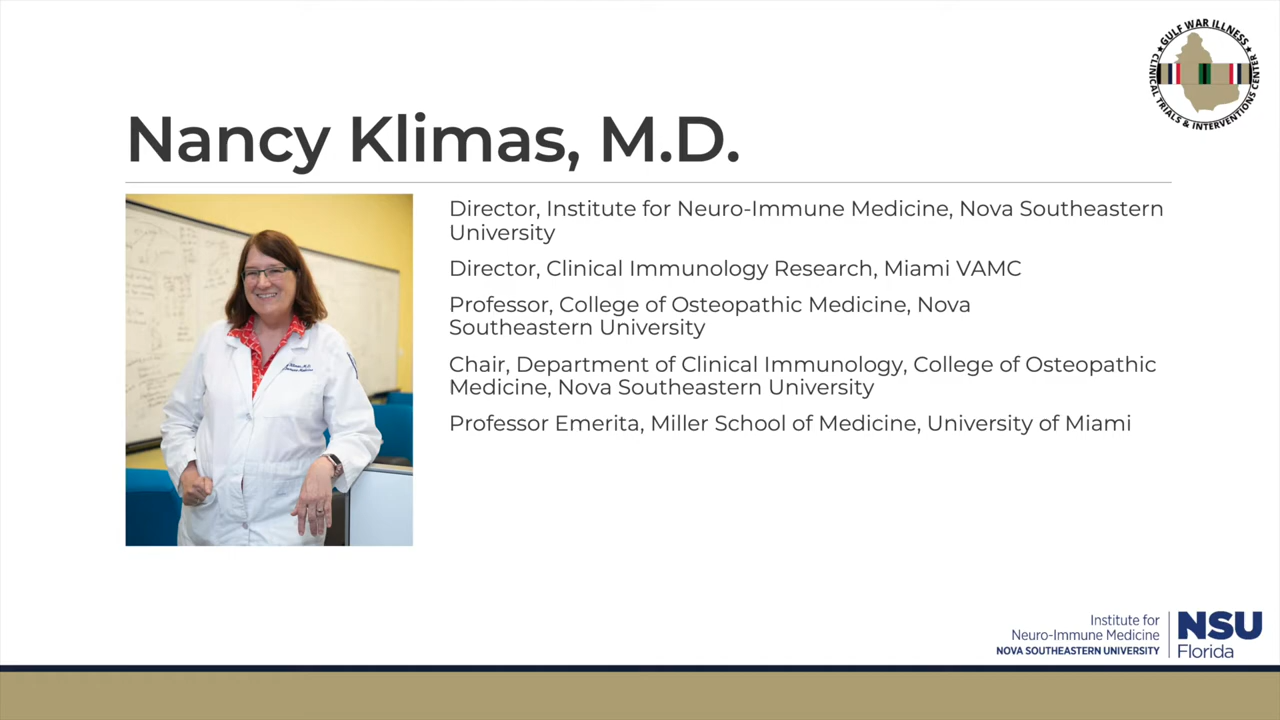 GULF WAR ILLNESS
CLINICAL TRIALS & INTERVENTIONS CENTER
Nancy Klimas, M.D.
Director, Institute for Neuro-Immune Medicine, Nova Southeastern
University
Director, Clinical Immunology Research, Miami VAMC
Professor, College of Osteopathic Medicine, Nova
Southeastern University
Chair, Department of Clinical Immunology, College of Osteopathic
Medicine, Nova Southeastern University
Professor Emerita, Miller School of Medicine, University of Miami
Institute for
Neuro-Immune Medicine
NOVA SOUTHEASTERN UNIVERSITY
NSU
Florida